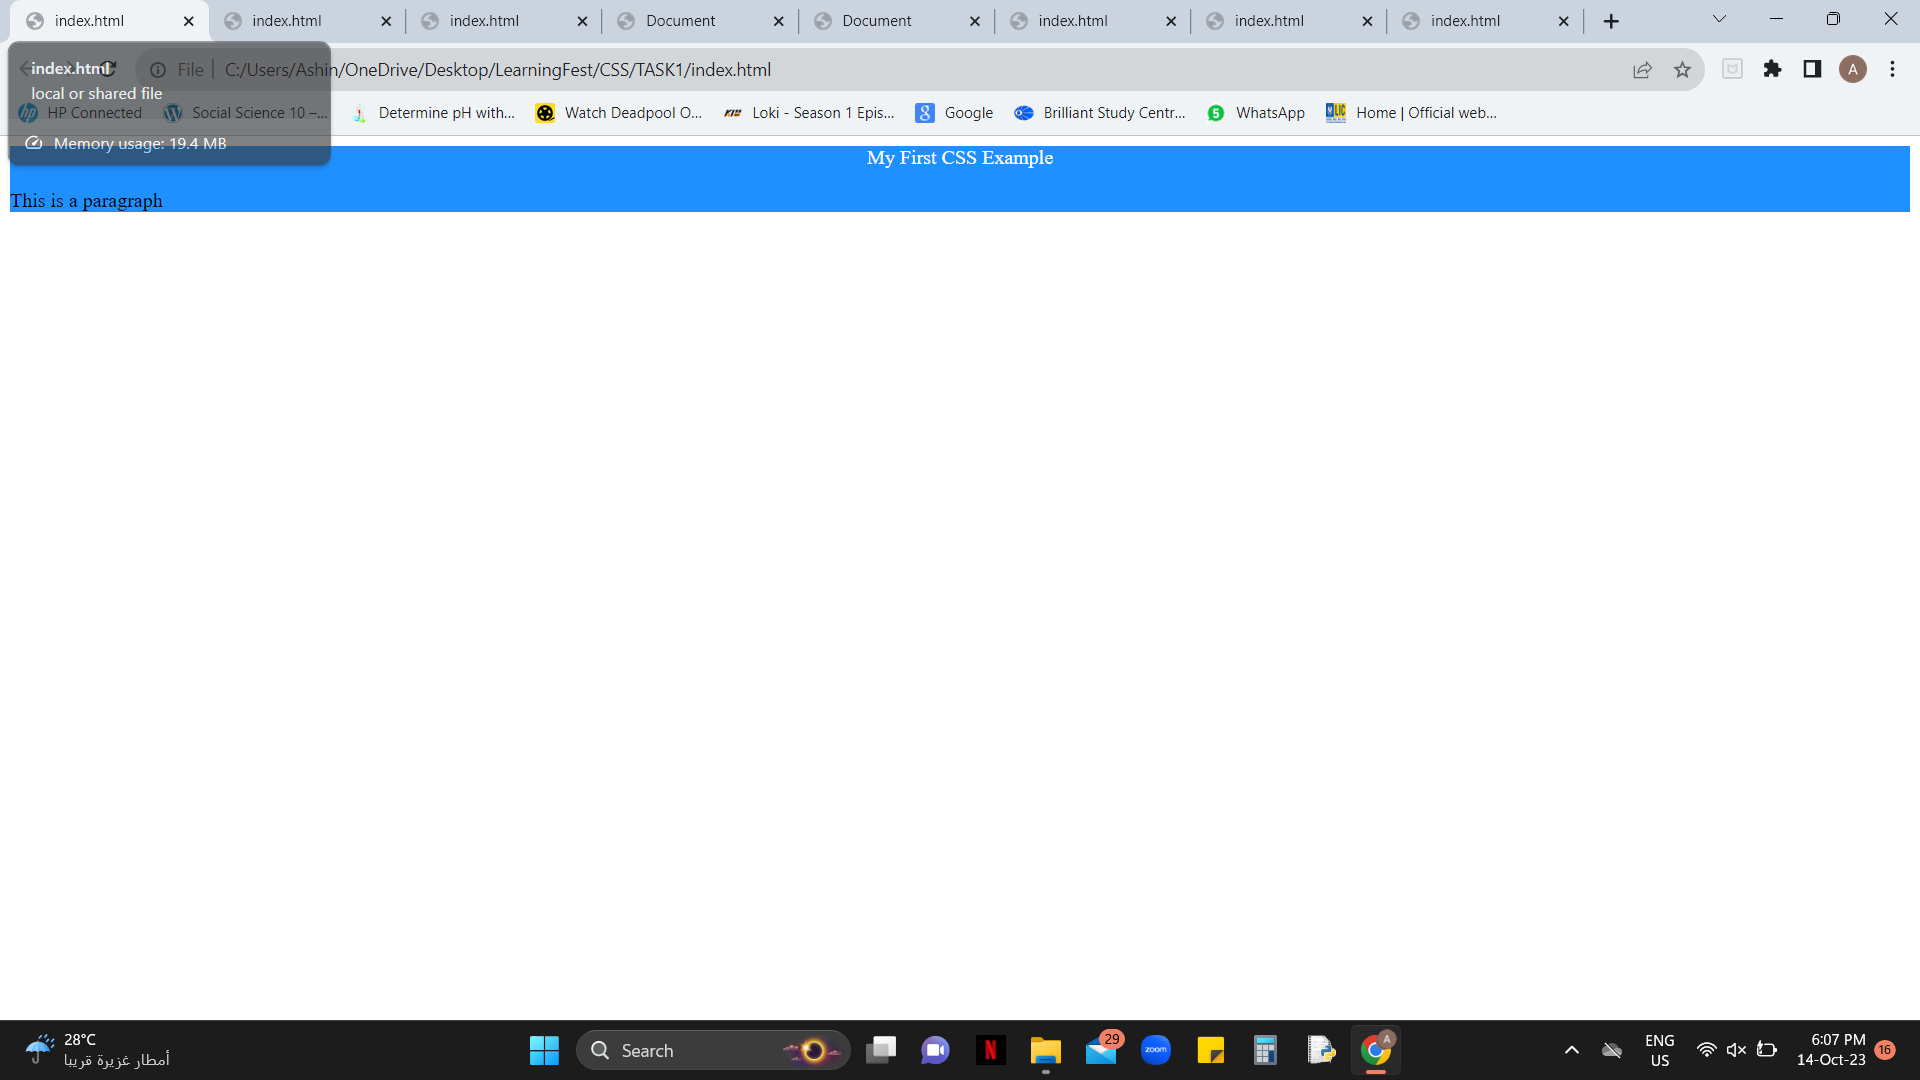 index.html
index.html
index.html
Document
Document
index.html
index.html
index.html
index.html
local or shared file
Memory usage: 19.4 MB
File
C:/Users/Ashin/OneDrive/Desktop/LearningFest/CSS/TASK1/index.html
A
HP Connected
Social Science 10 –...
Determine pH with...
Watch Deadpool O...
Loki - Season 1 Epis...
Google
Brilliant Study Centr...
5
WhatsApp
Home | Official web...
My First CSS Example
This is a paragraph
28°C
أمطار غزيرة قريبا
Search
29
zoom
A
ENG
US
6:07 PM
14-Oct-23
16